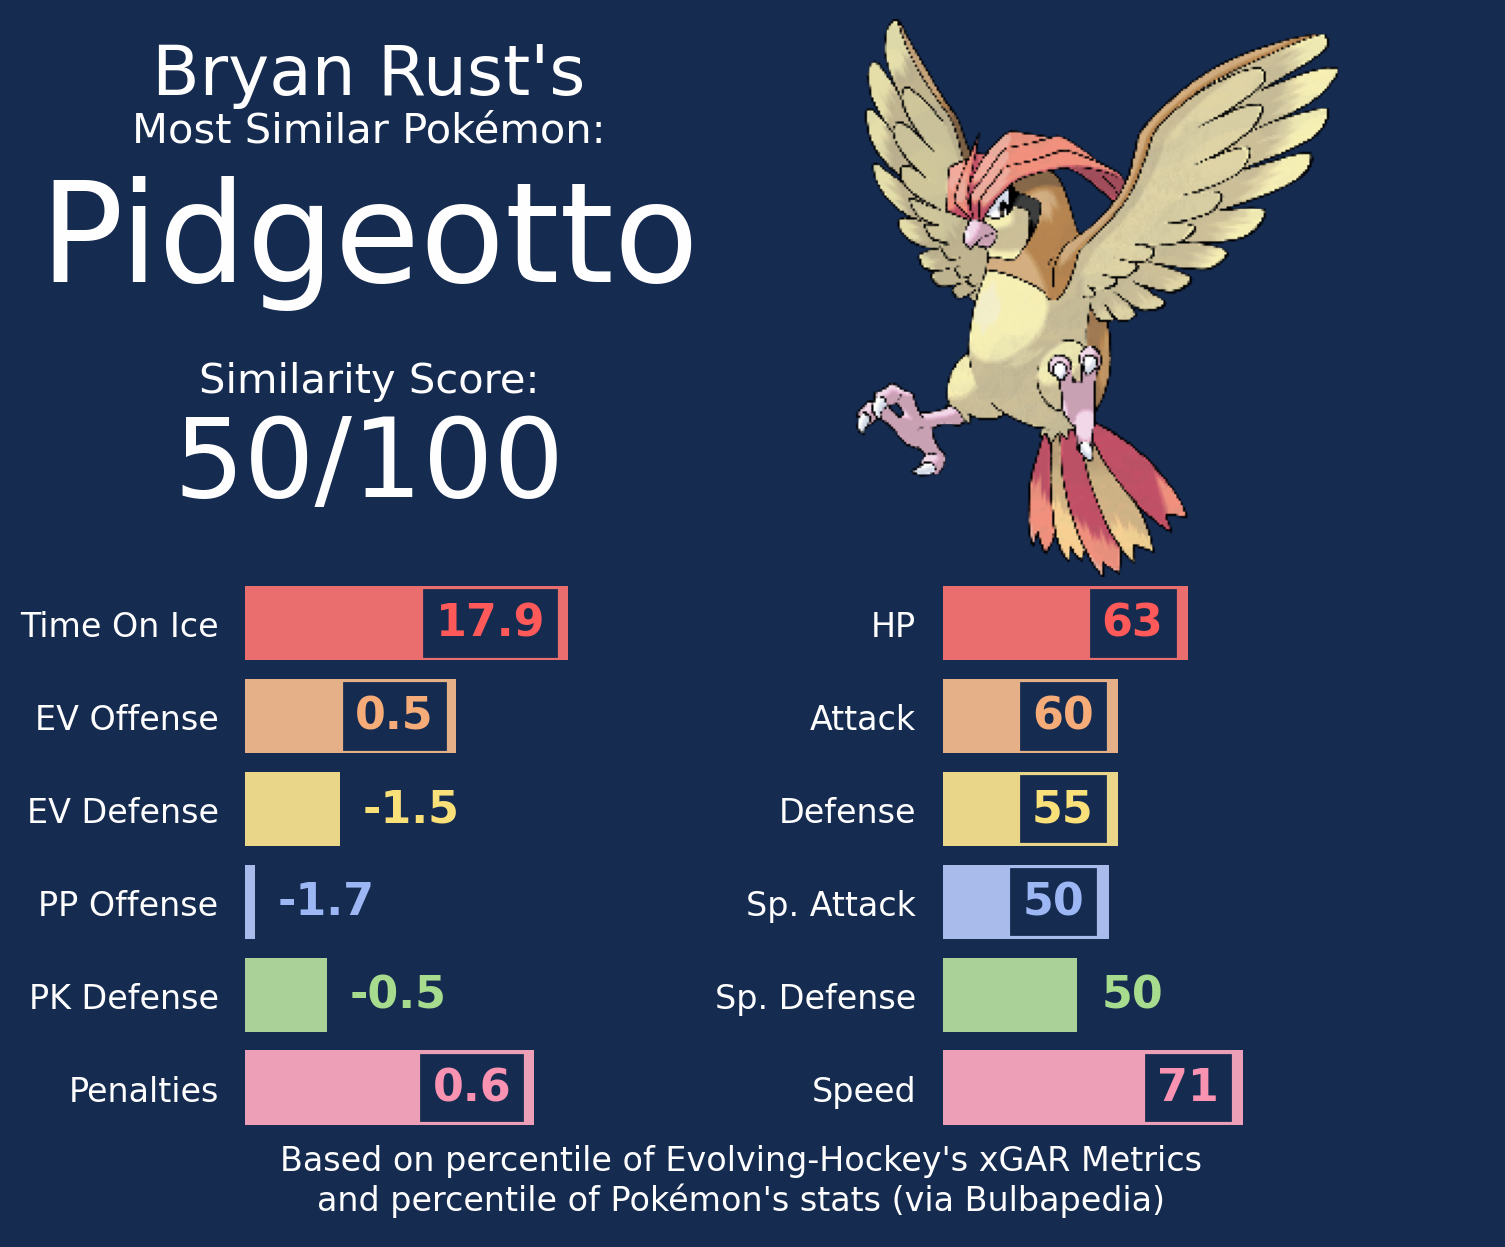 Bryan Rust's
Most Similar Pokémon:
Pidgeotto
Similarity Score:
50/100
Time On Ice 17.9
EV Offense 0.5
EV Defense -1.5
PP Offense -1.7
PK Defense -0.5
Penalties 0.6
HP 63
Attack 60
Defense 55
Sp. Attack 50
Sp. Defense 50
Speed 71
Based on percentile of Evolving-Hockey's xGAR Metrics
and percentile of Pokémon's stats (via Bulbapedia)